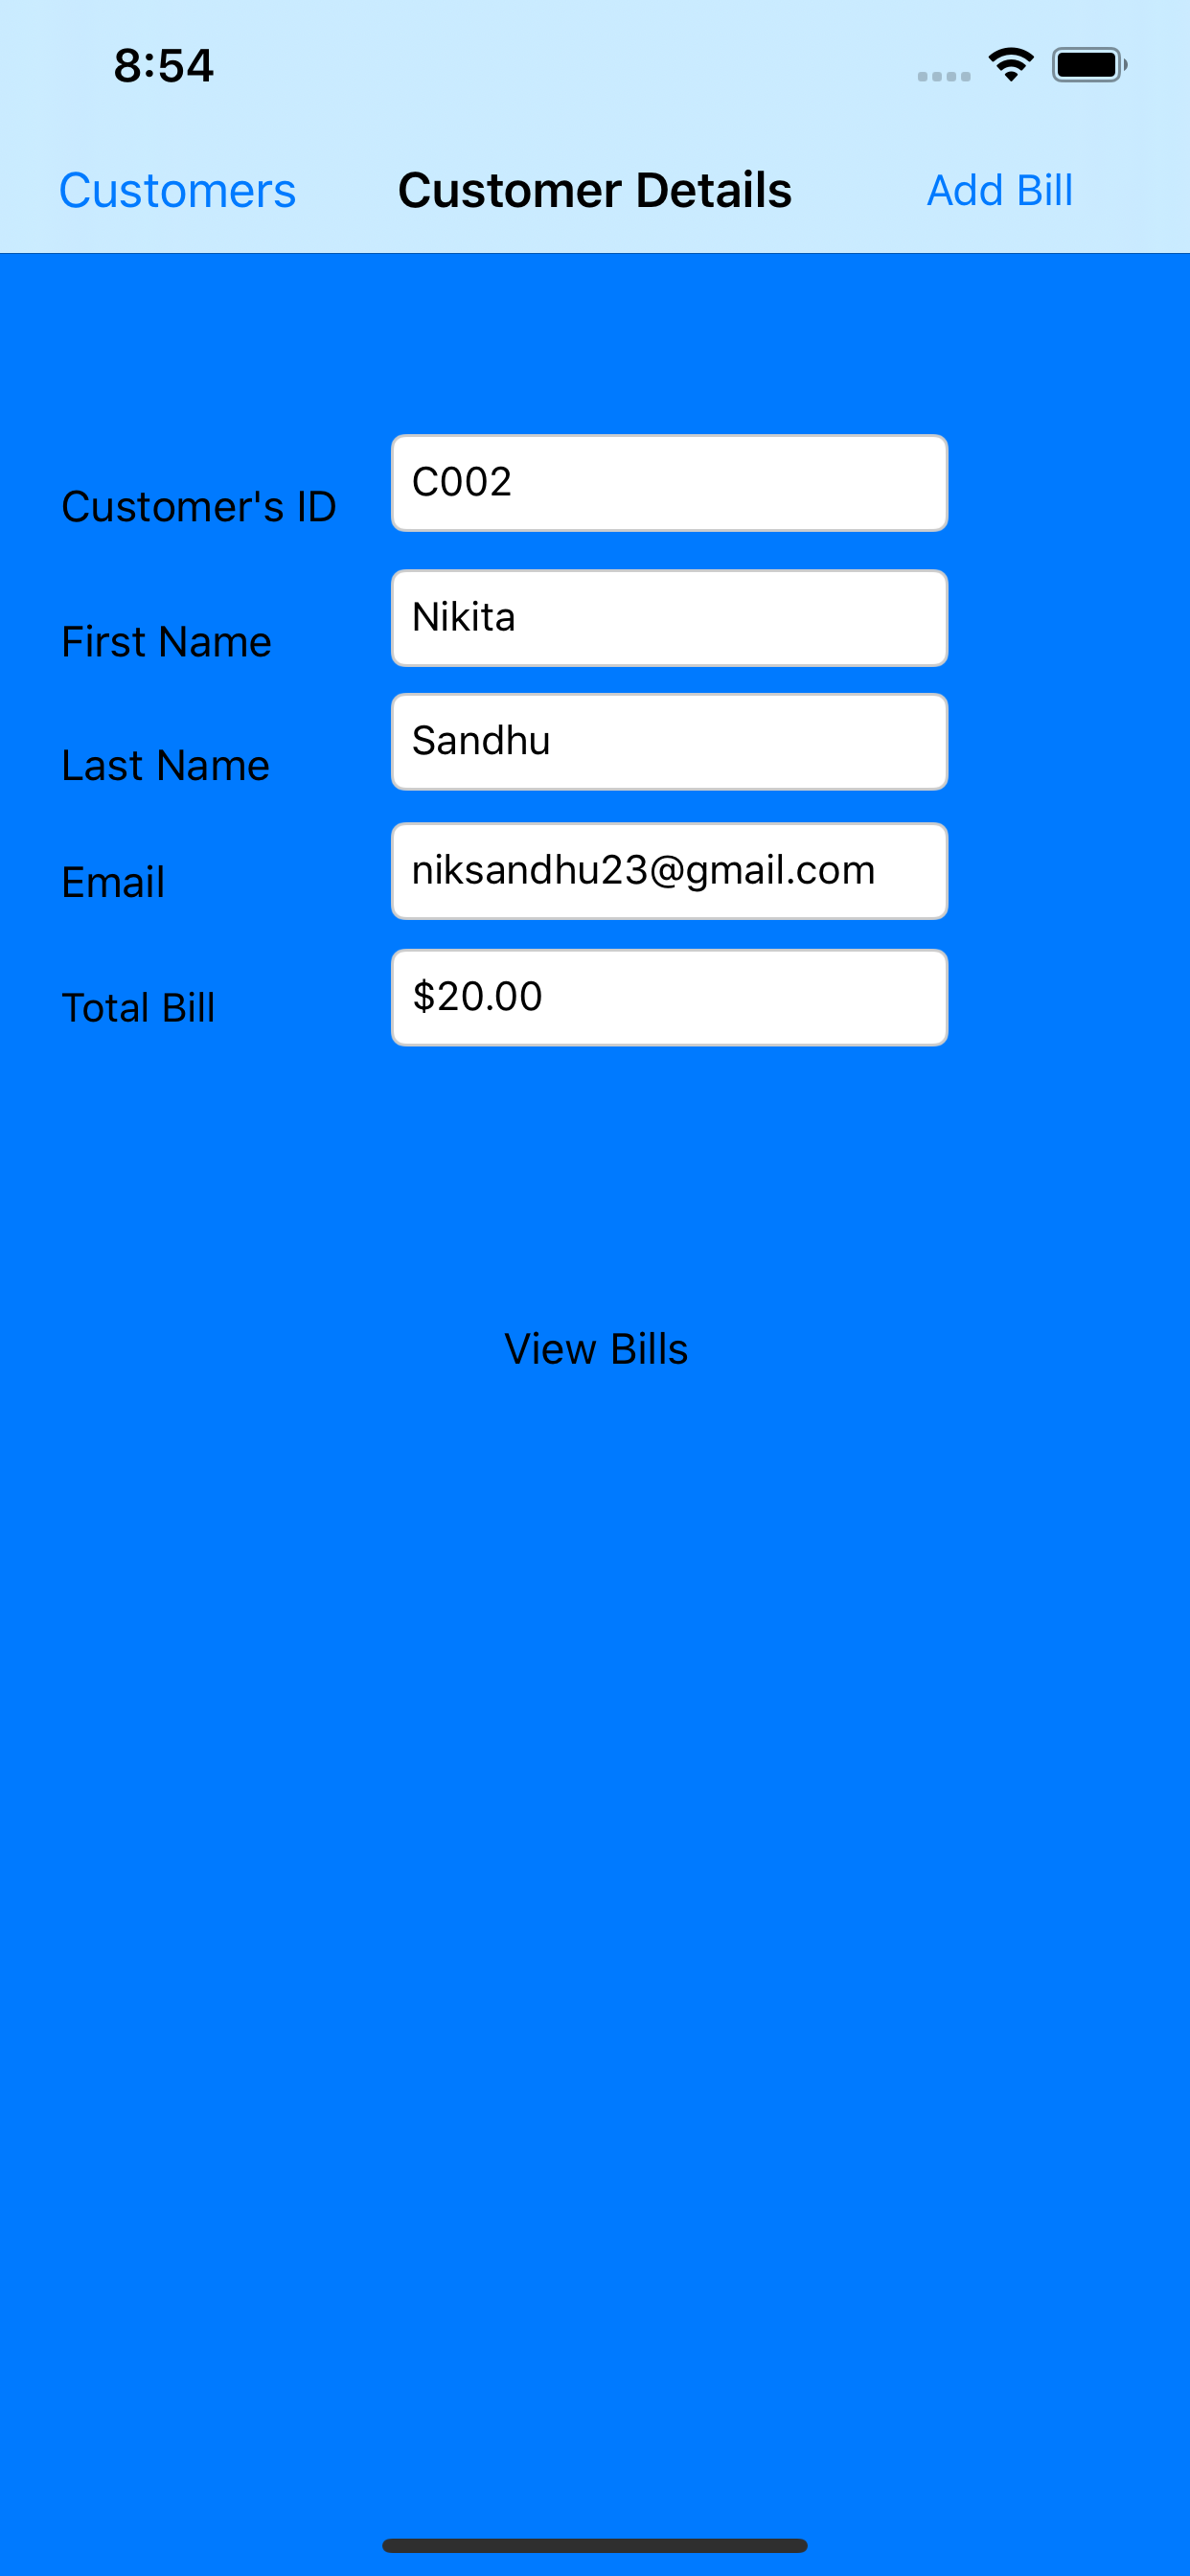 8:54
Customers Customer Details Add Bill
Customer's ID C002
First Name Nikita
Last Name Sandhu
Email niksandhu23@gmail.com
Total Bill $20.00
View Bills